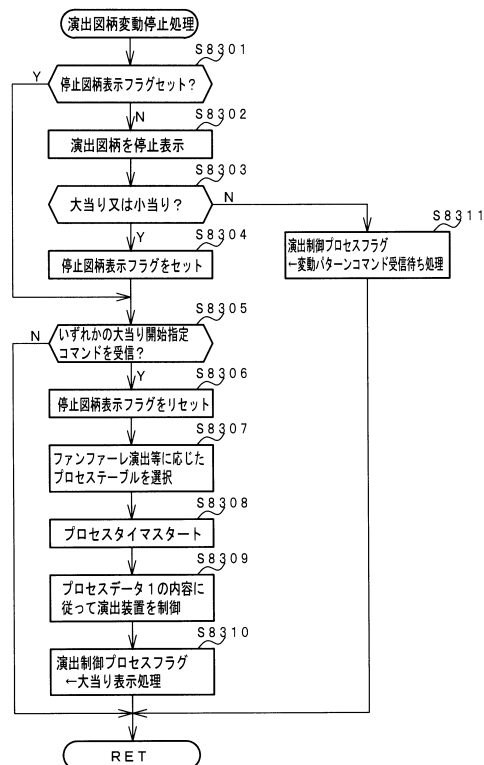 演出図柄変動停止処理
S8301
停止図柄表示フラグセット？
Y
N
S8302
演出図柄を停止表示
S8303
大当り又は小当り？
N
Y
S8304
停止図柄表示フラグをセット
S8311
演出制御プロセスフラグ
←変動パターンコマンド受信待ち処理
S8305
いずれかの大当り開始指定
コマンドを受信？
N
Y
S8306
停止図柄表示フラグをリセット
S8307
ファンファーレ演出等に応じた
プロセステーブルを選択
S8308
プロセスタイマスタート
S8309
プロセスデータ1の内容に
従って演出装置を制御
S8310
演出制御プロセスフラグ
←大当り表示処理
RET